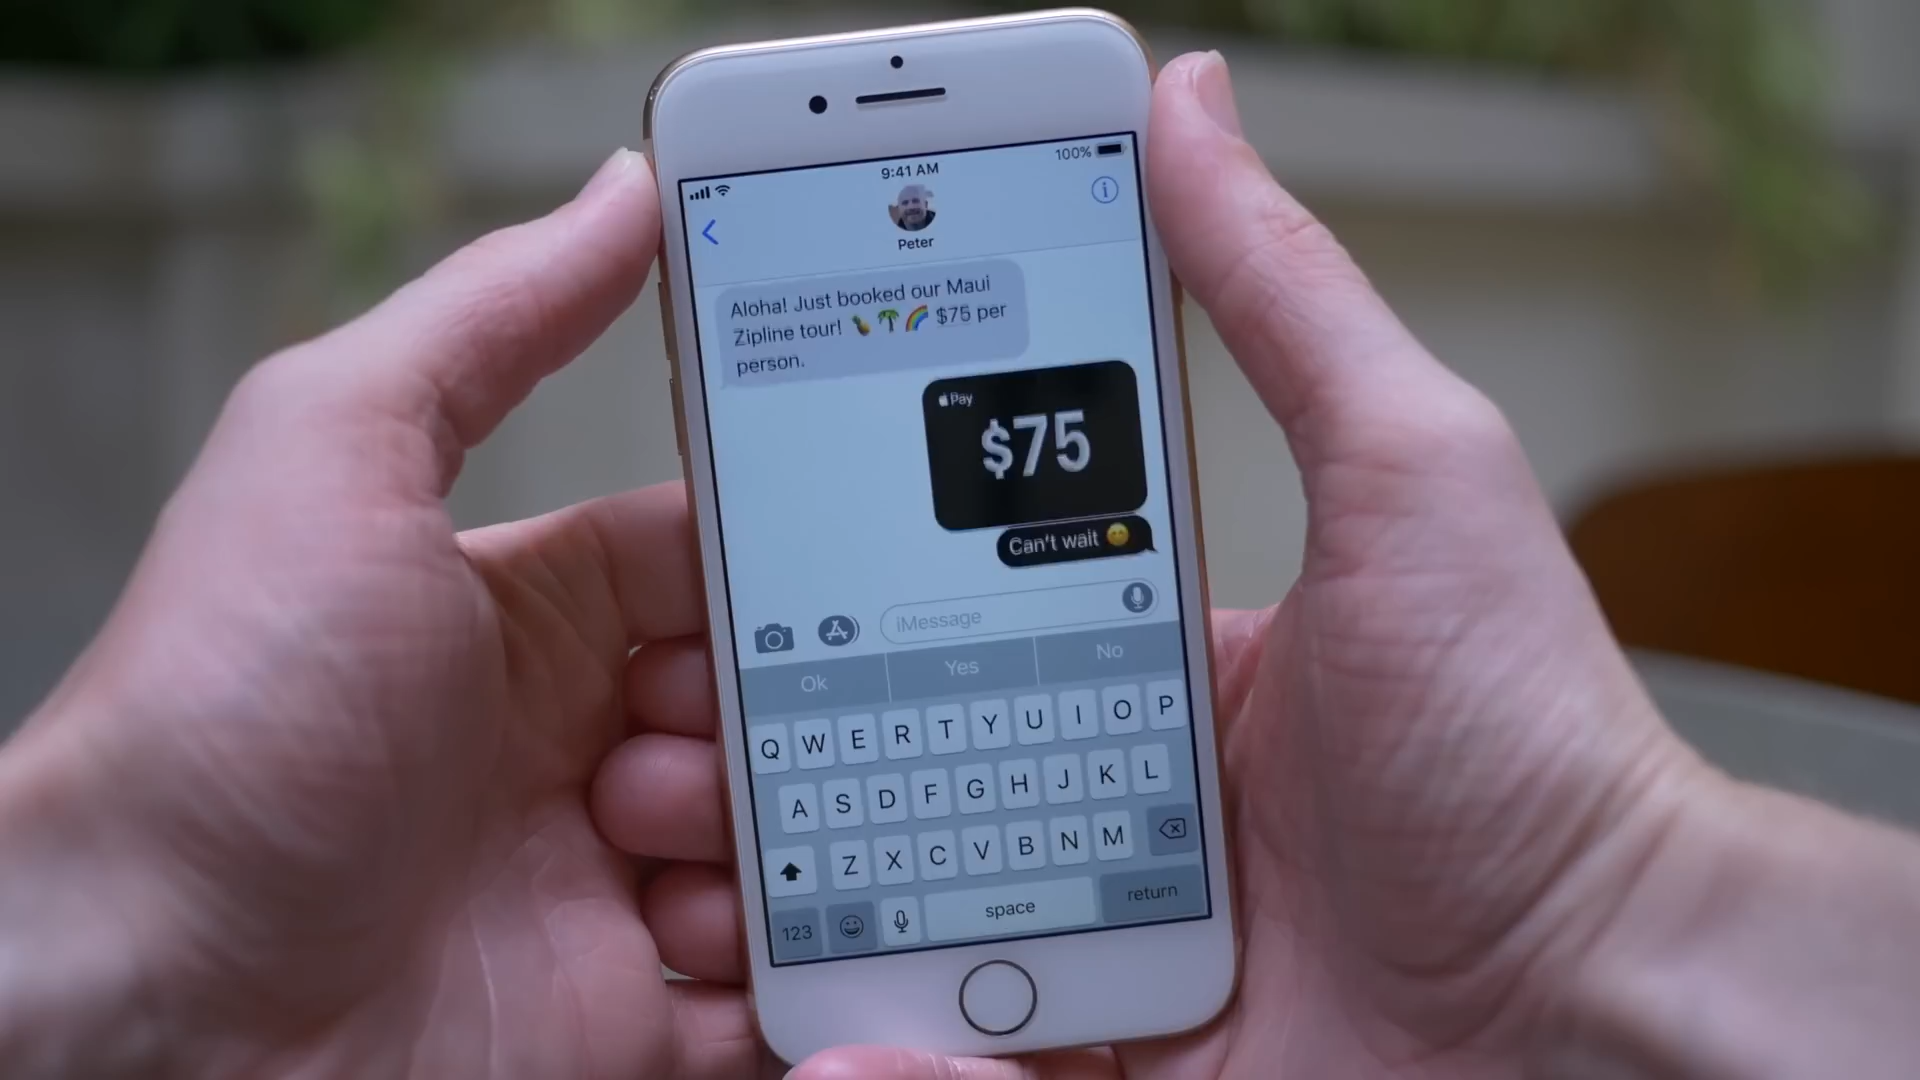 100%
9:41 AM
Peter
Aloha! Just booked our Maui
Zipline tour! 🍍🌴🌈 $75 per
person.
Pay
$75
Can't wait 😊
iMessage
Ok Yes No
Q W E R T Y U I O P
A S D F G H J K L
Z X C V B N M
123 space return